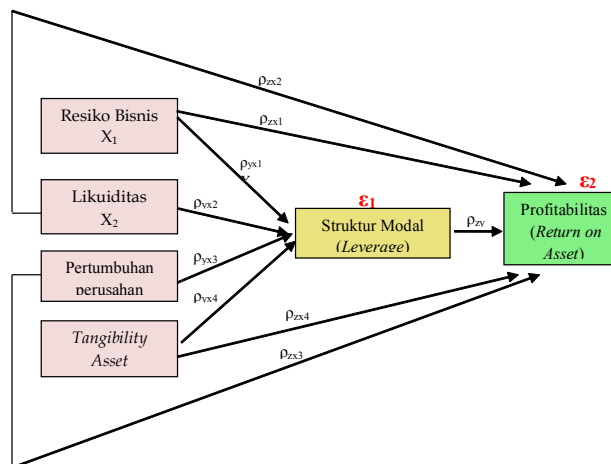 ρzx2
Resiko Bisnis
X1
ρzx1
ρyx1
Likuiditas
X2
ρyx2
ε1
Struktur Modal
(Leverage)
ρzy
ε2
Profitabilitas
(Return on
Asset)
Pertumbuhan
perusahan
ρyx3
ρyx4
Tangibility
Asset
ρzx4
ρzx3